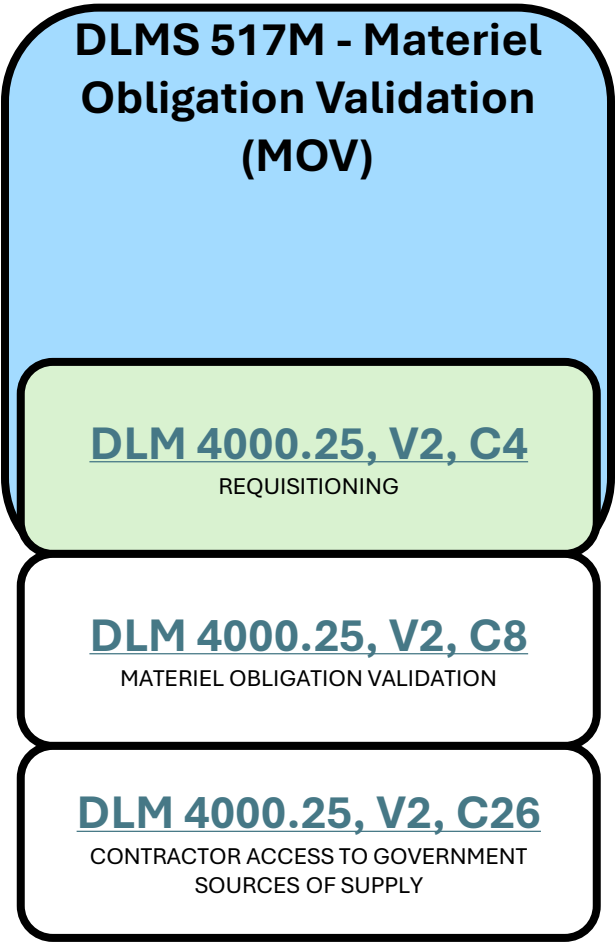 DLMS 517M - Materiel
Obligation Validation
(MOV)
DLM 4000.25, V2, C4
REQUISITIONING
DLM 4000.25, V2, C8
MATERIEL OBLIGATION VALIDATION
DLM 4000.25, V2, C26
CONTRACTOR ACCESS TO GOVERNMENT
SOURCES OF SUPPLY